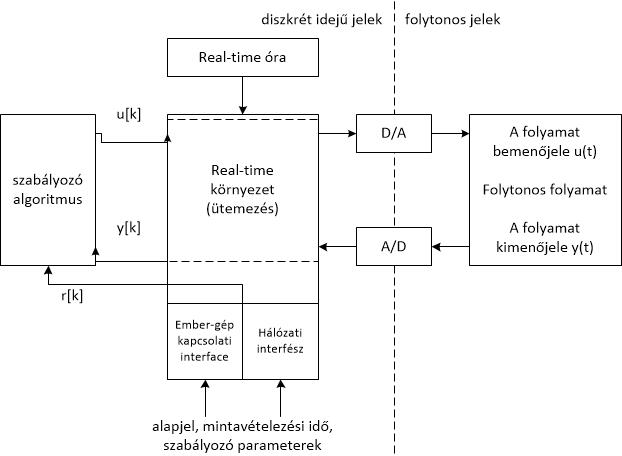 diszkrét idejű jelek
folytonos jelek
Real-time óra
u[k]
D/A
A folyamat
bemenőjele u(t)
szabályozó
algoritmus
Real-time
környezet
(ütemezés)
Folytonos folyamat
y[k]
A/D
A folyamat
kimenőjele y(t)
r[k]
Ember-gép
kapcsolati
interface
Hálózati
interfész
alapjel, mintavételezési idő,
szabályozó parameterek